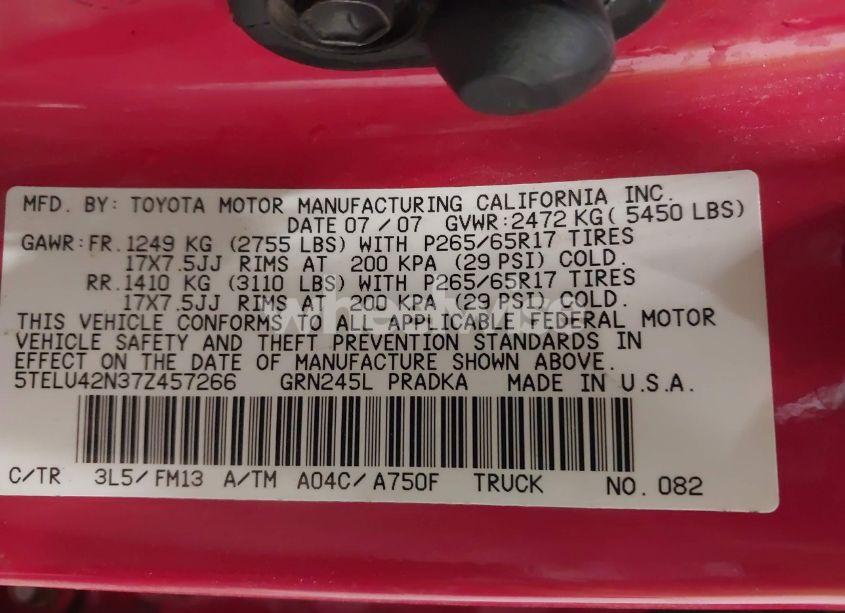 MFD. BY: TOYOTA MOTOR MANUFACTURING CALIFORNIA INC.
DATE 07/07 GVWR:2472 KG( 5450 LBS)
GAWR:FR.1249 KG (2755 LBS) WITH P265/65R17 TIRES
17X7.5JJ RIMS AT 200 KPA (29 PSI) COLD.
RR.1410 KG (3110 LBS) WITH P265/65R17 TIRES
17X7.5JJ RIMS AT 200 KPA (29 PSI) COLD.
THIS VEHICLE CONFORMS TO ALL APPLICABLE FEDERAL MOTOR
VEHICLE SAFETY AND THEFT PREVENTION STANDARDS IN
EFFECT ON THE DATE OF MANUFACTURE SHOWN ABOVE.
5TELU42N37Z457266 GRN245L PRADKA MADE IN U.S.A.
C/TR 3L5/FM13 A/TM A04C/A750F TRUCK NO. 082